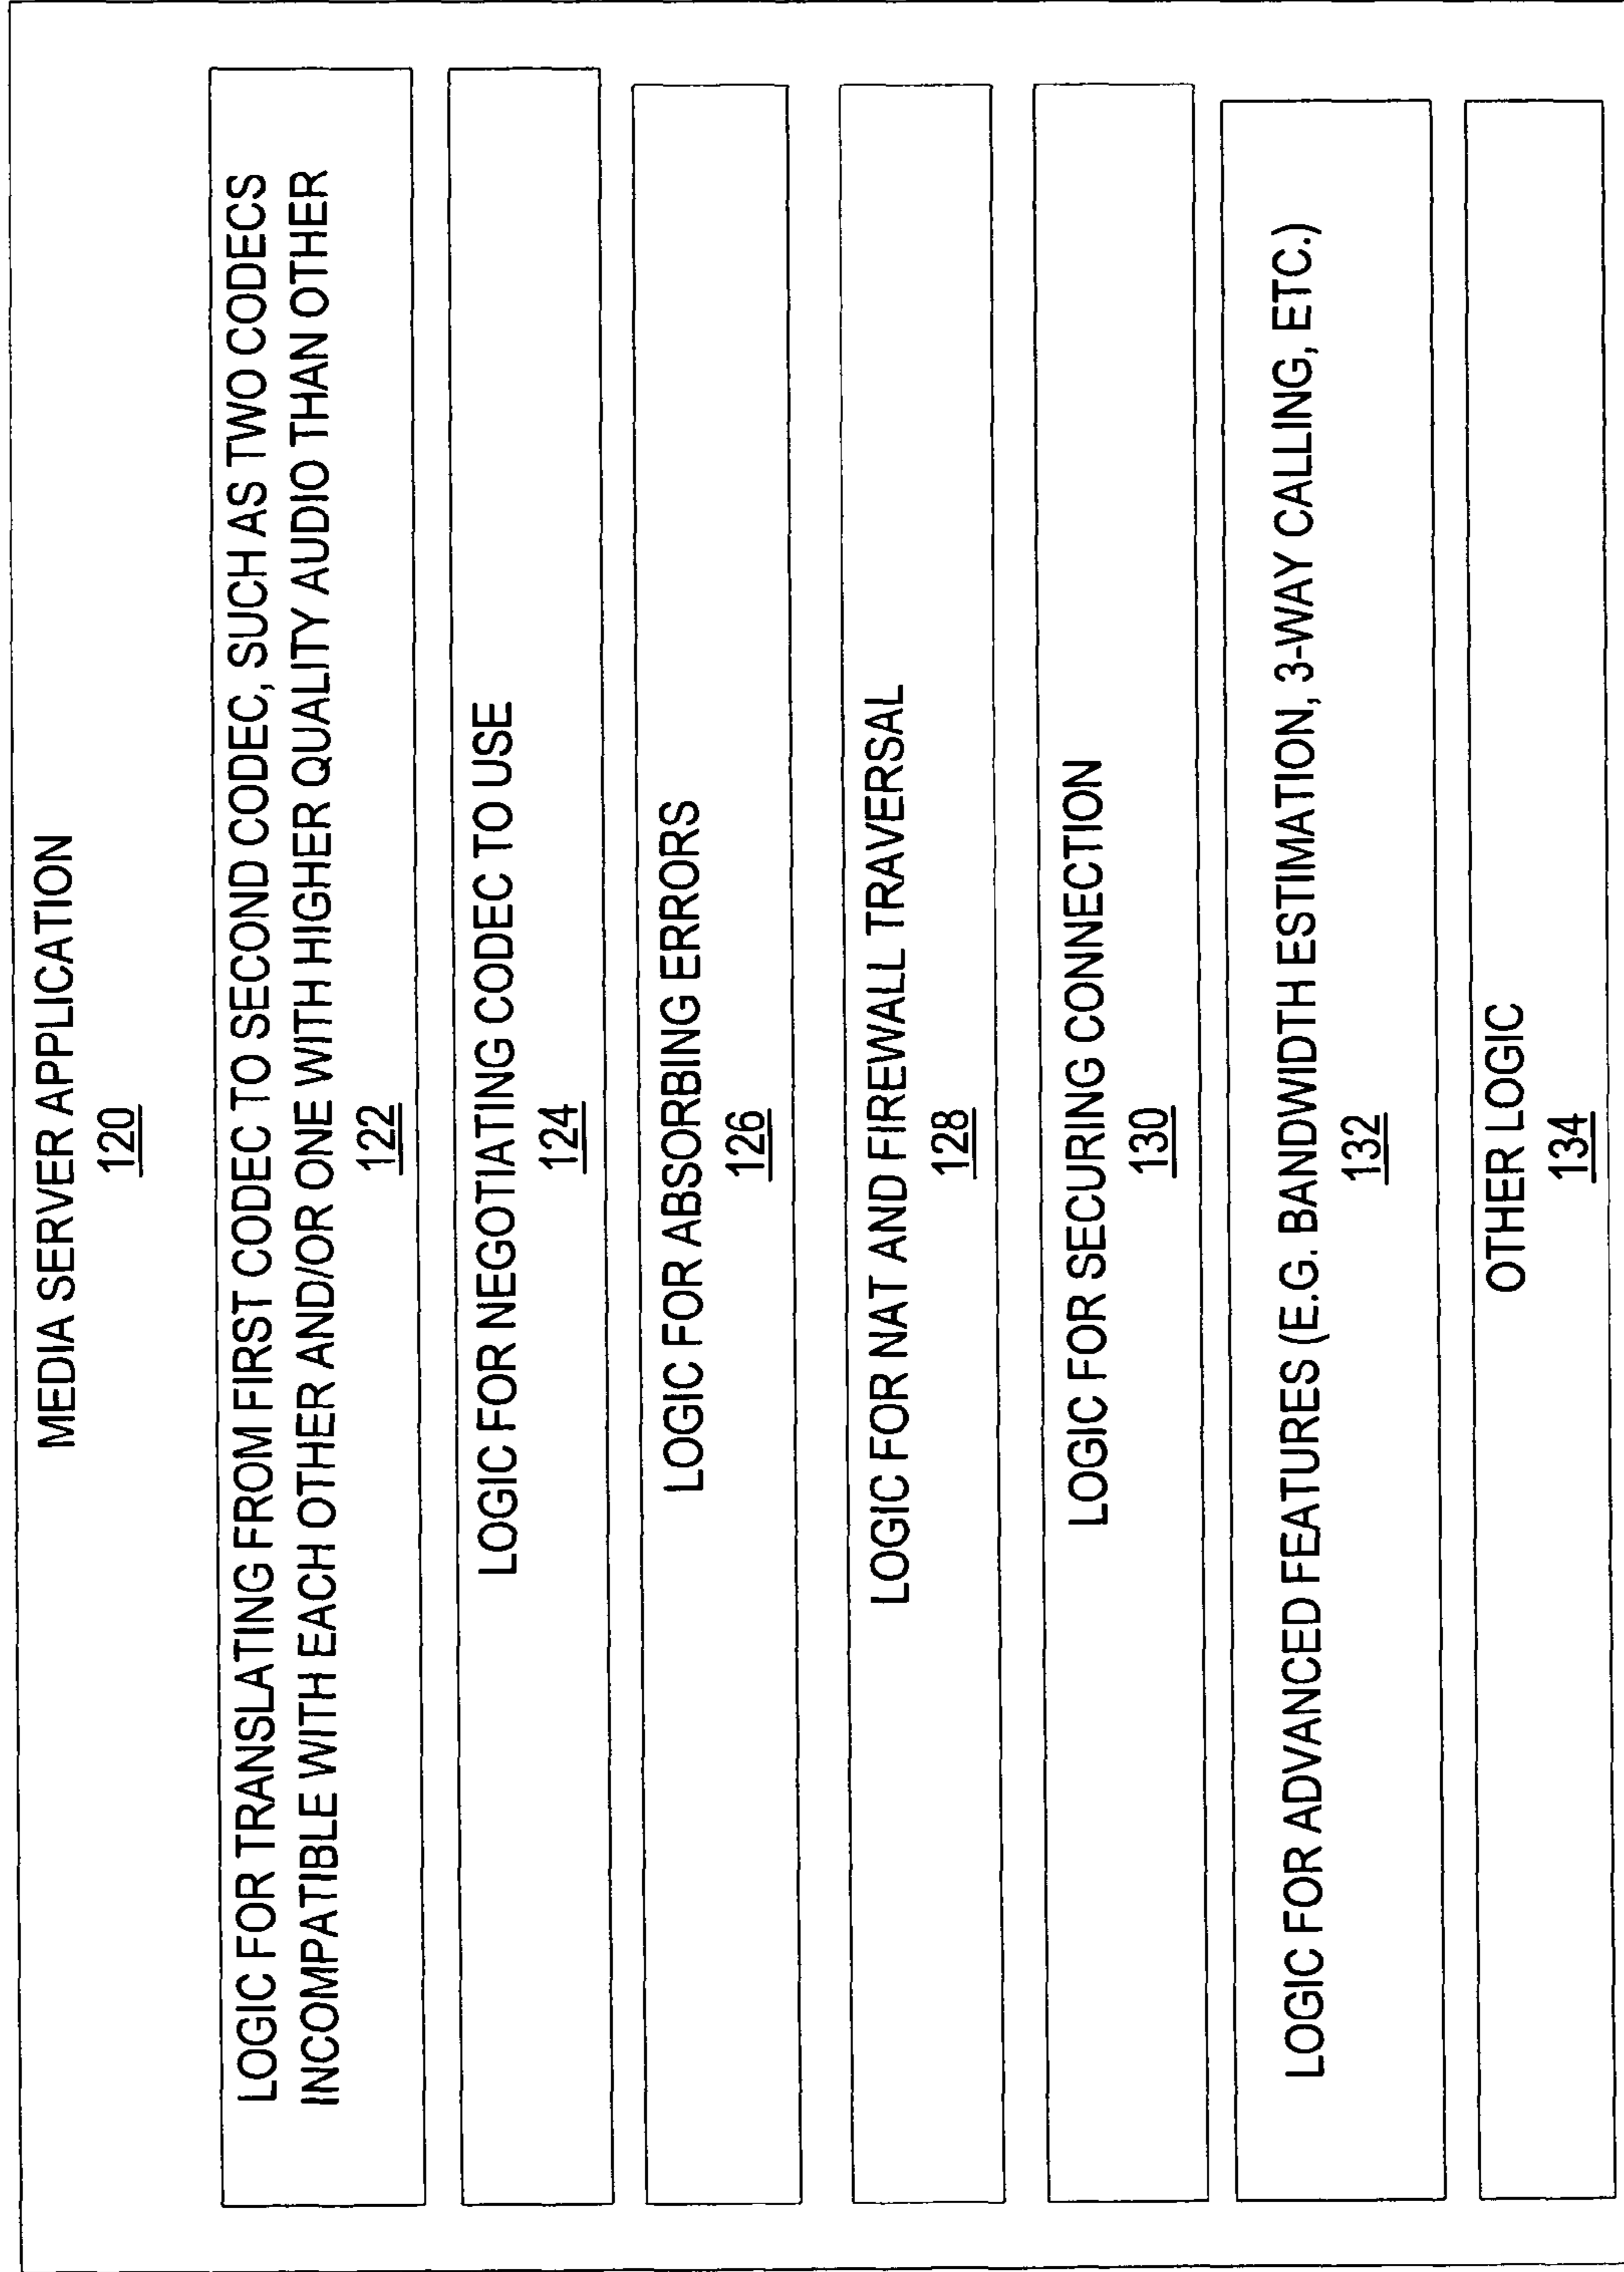 MEDIA SERVER APPLICATION
120
LOGIC FOR TRANSLATING FROM FIRST CODEC TO SECOND CODEC, SUCH AS TWO CODECS
INCOMPATIBLE WITH EACH OTHER AND/OR ONE WITH HIGHER QUALITY AUDIO THAN OTHER
122
LOGIC FOR NEGOTIATING CODEC TO USE
124
LOGIC FOR ABSORBING ERRORS
126
LOGIC FOR NAT AND FIREWALL TRAVERSAL
128
LOGIC FOR SECURING CONNECTION
130
LOGIC FOR ADVANCED FEATURES (E.G. BANDWIDTH ESTIMATION, 3-WAY CALLING, ETC.)
132
OTHER LOGIC
134